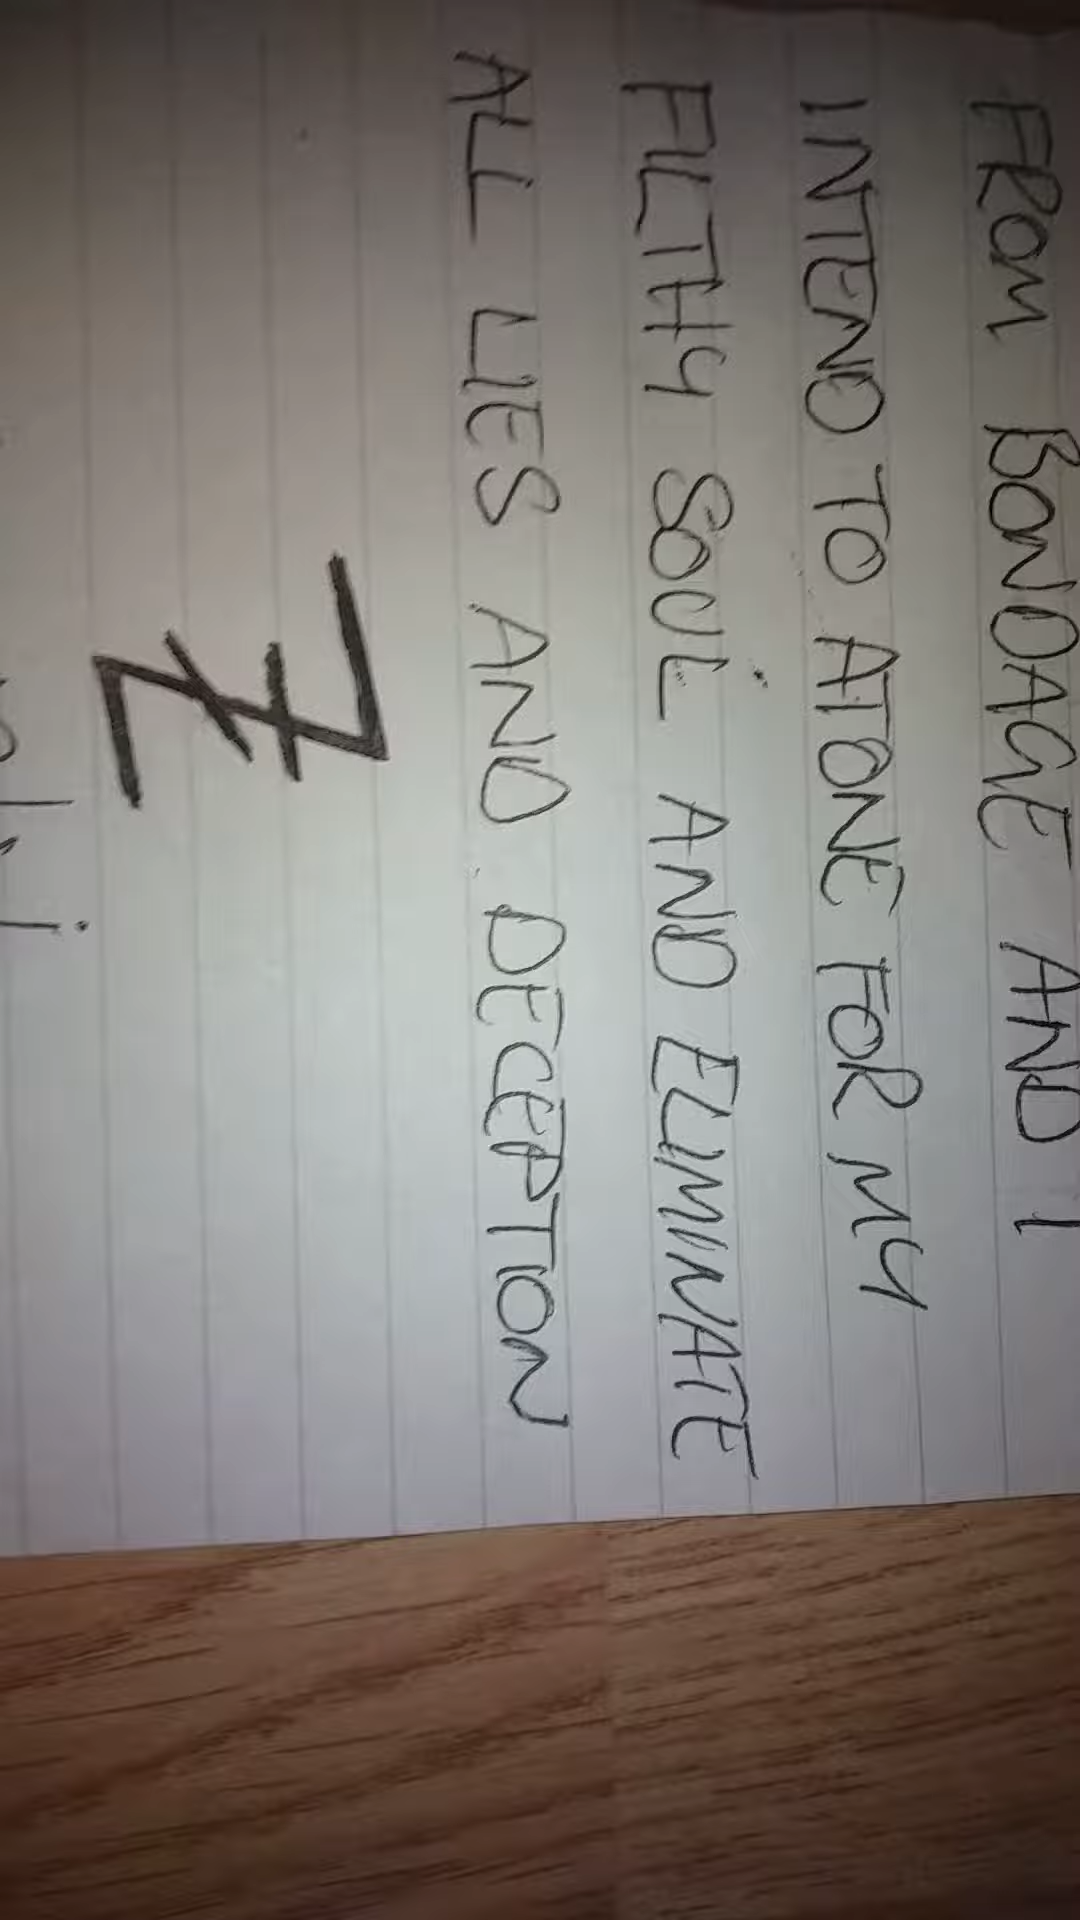 FROM BONDAGE AND I
INTEND TO ATONE FOR MY
FILTHY SOUL AND ELIMINATE
ALL LIES AND DECEPTION
Z